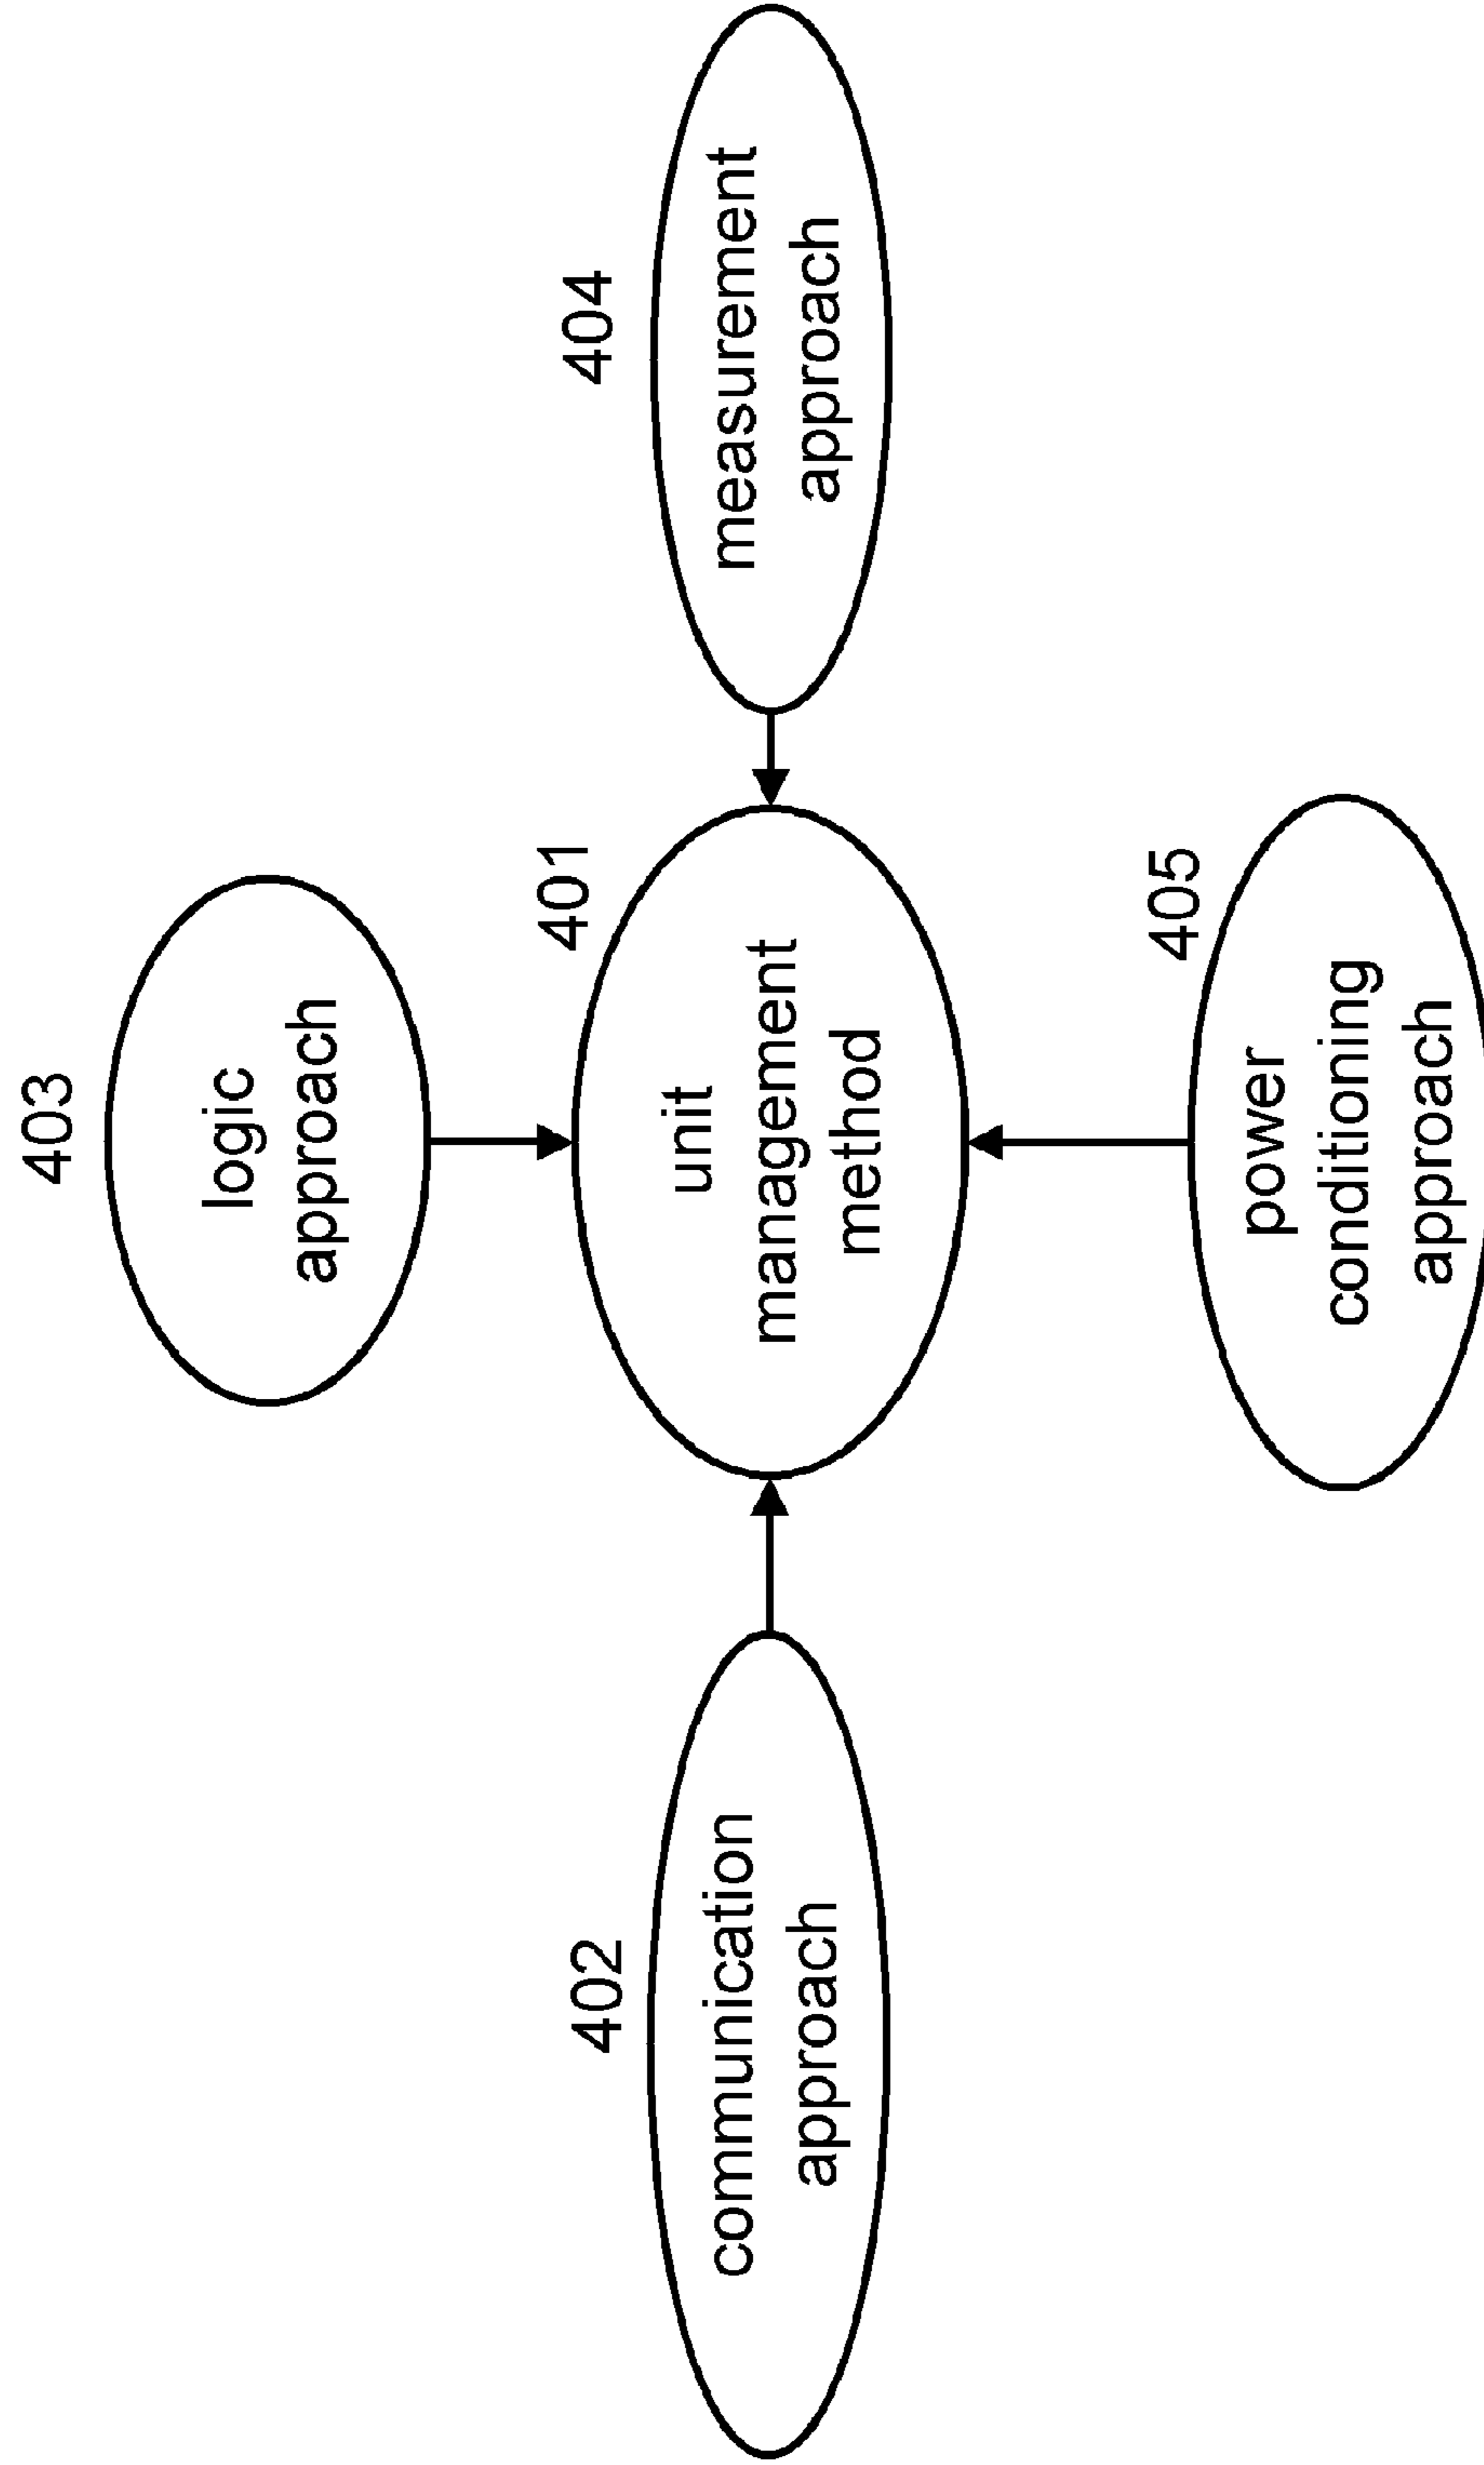 403
logic
approach
402
communication
approach
401
unit
management
method
404
measurement
approach
405
power
conditioning
approach